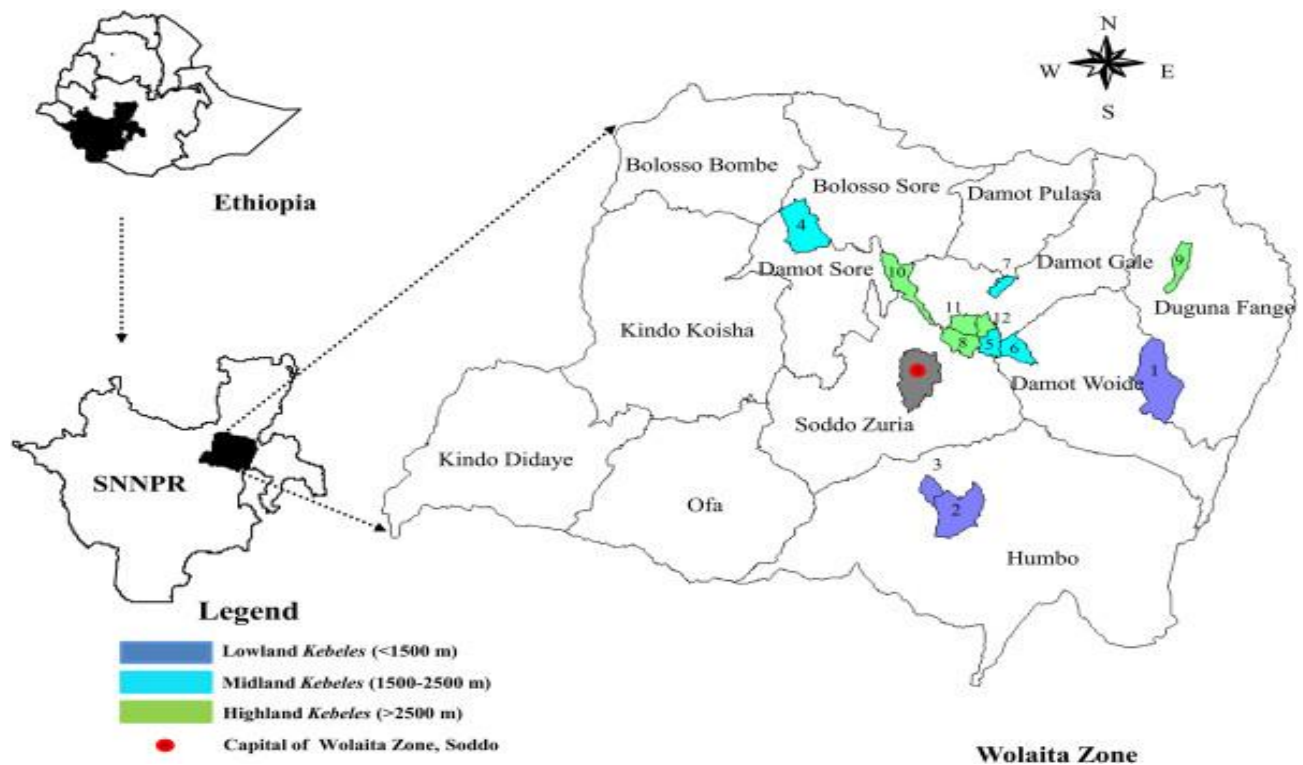 N
W E
S
Ethiopia
Bolosso Bombe
Bolosso Sore
Damot Pulasa
4
Damot Sore
10
7
Damot Gale
9
Duguna Fango
Kindo Koisha
11
12
8
5
6
Damot Woide
1
Soddo Zuria
Kindo Didaye
SNNPR
3
Ofa
2
Humbo
Legend
Lowland Kebeles (<1500 m)
Midland Kebeles (1500-2500 m)
Highland Kebeles (>2500 m)
Capital of Wolaita Zone, Soddo
Wolaita Zone